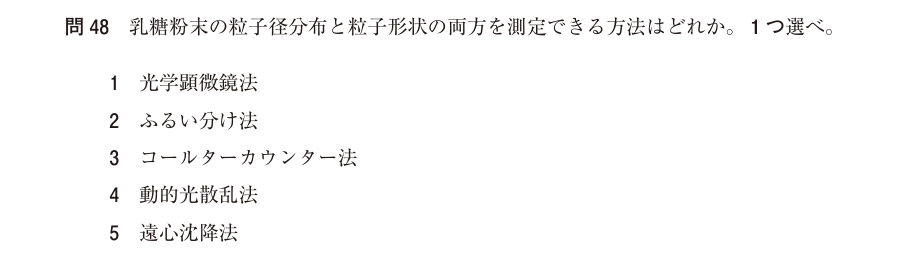 問48　乳糖粉末の粒子径分布と粒子形状の両方を測定できる方法はどれか。1つ選べ。
1　光学顕微鏡法
2　ふるい分け法
3　コールターカウンター法
4　動的光散乱法
5　遠心沈降法